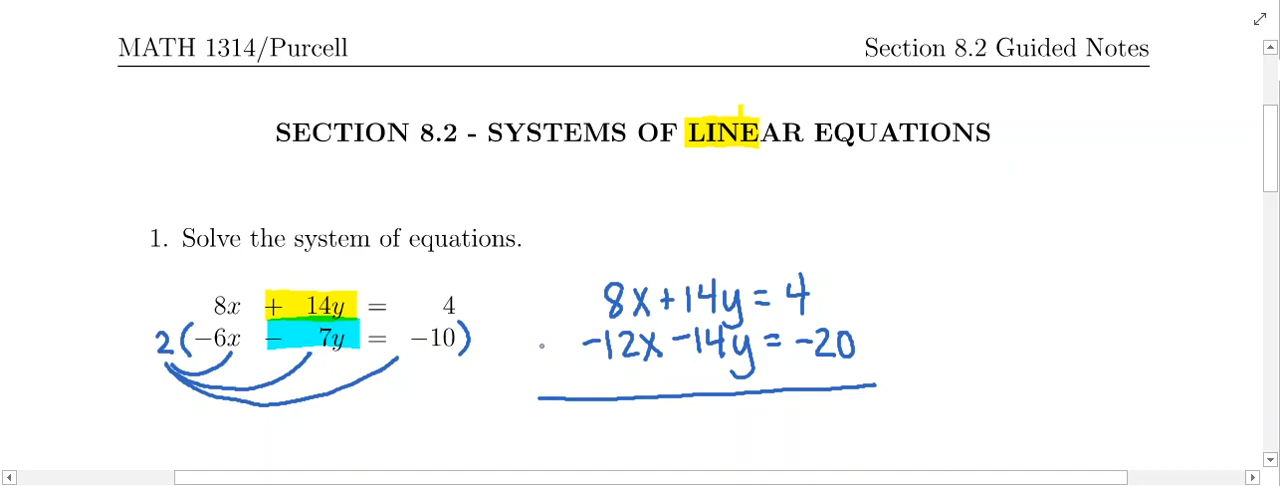 MATH 1314/Purcell Section 8.2 Guided Notes
SECTION 8.2 - SYSTEMS OF LINEAR EQUATIONS
1. Solve the system of equations.
8x + 14y = 4
2(−6x − 7y = −10)
8x+14y = 4
-12x -14y = -20